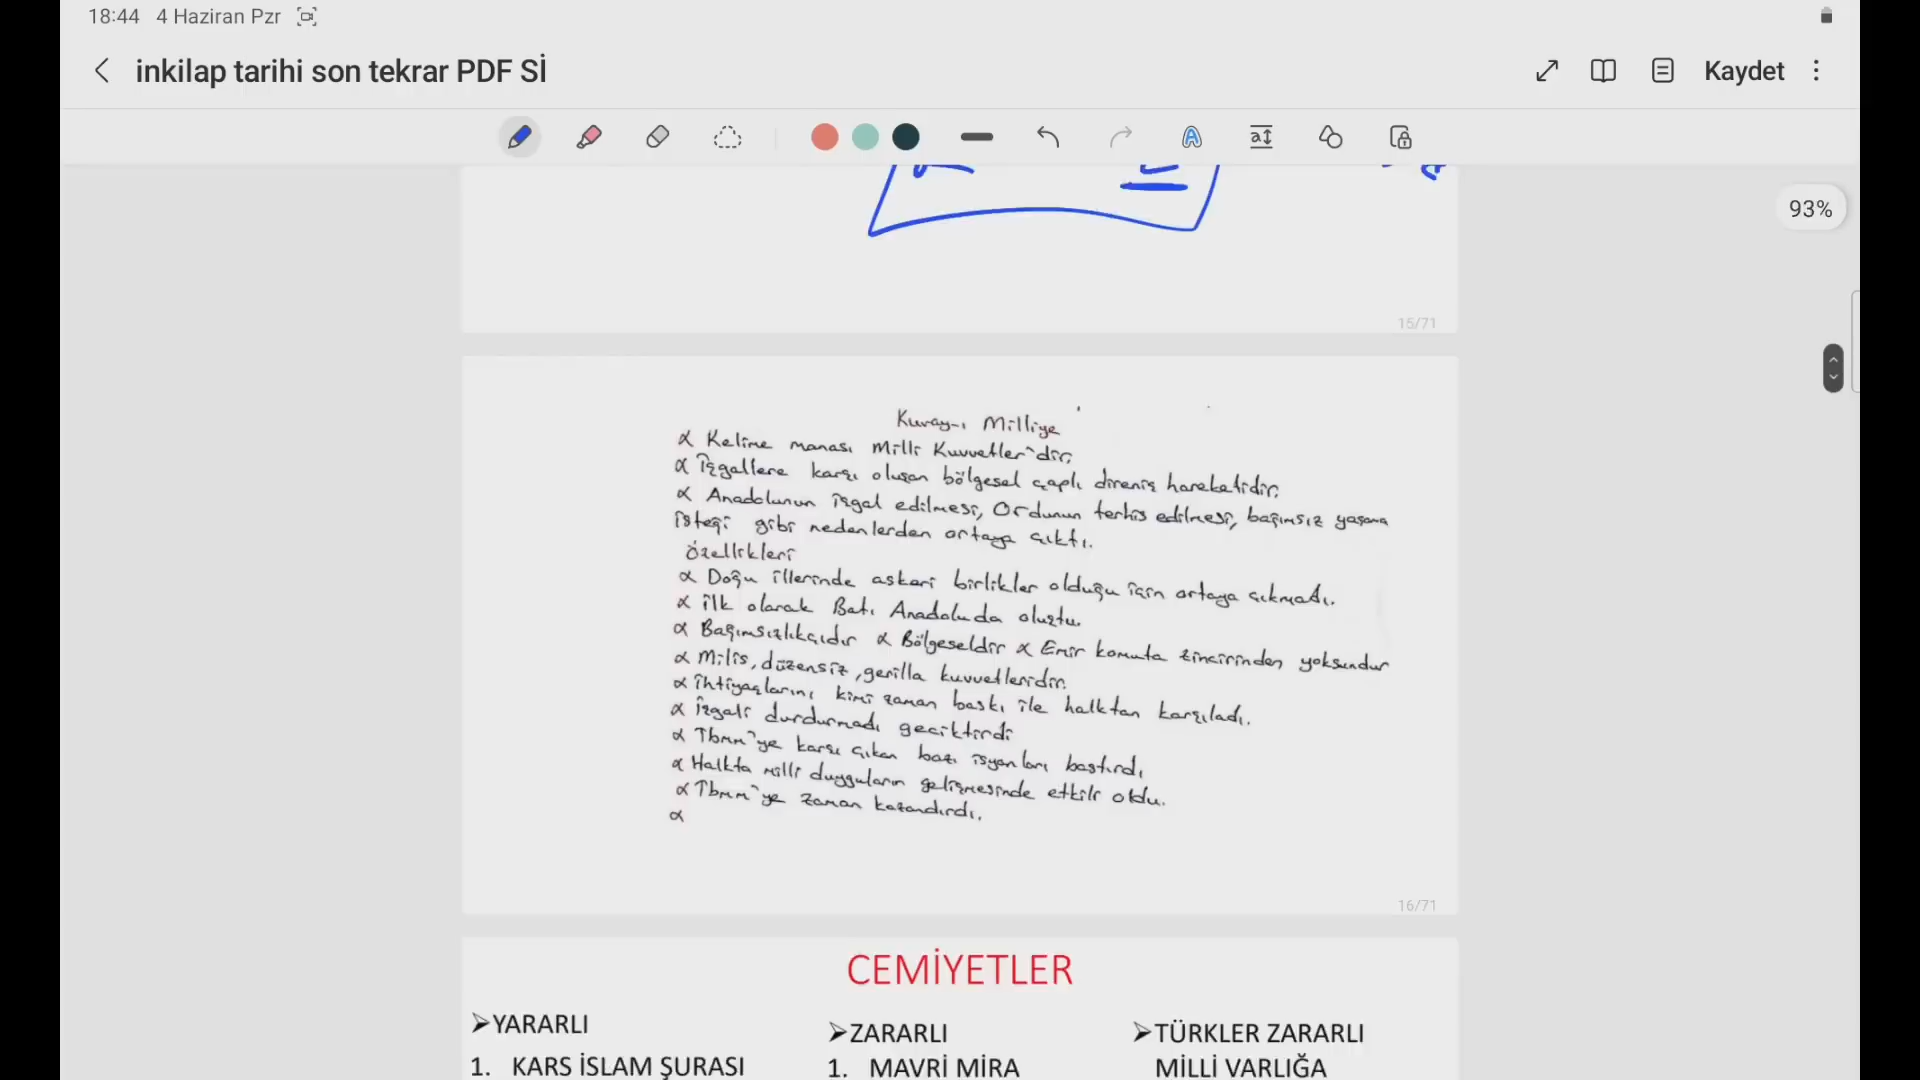 18:44 4 Haziran Pzr
inkilap tarihi son tekrar PDF Sİ
Kaydet
93%
15/71
Kuvay-ı Milliye
α Kelime manası Milli Kuvvetler'dir.
α İşgallere karşı oluşan bölgesel çaplı direniş hareketidir.
α Anadolunun işgal edilmesi, Ordunun terhis edilmesi, bağımsız yaşama
isteği gibi nedenlerden ortaya çıktı.
özellikleri
α Doğu illerinde askeri birlikler olduğu için ortaya çıkmadı.
α ilk olarak Batı Anadoluda oluştu.
α Bağımsızlıkçıdır α Bölgeseldir α Emir komuta zincirinden yoksundur
α Milis, düzensiz, gerilla kuvvetleridir.
α ihtiyaçlarını kimi zaman baskı ile halktan karşıladı.
α İşgali durdurmadı geciktirdi
α Tbmm'ye karşı çıkan bazı isyanları bastırdı
α Halkta milli duyguların gelişmesinde etkili oldu.
α Tbmm'ye zaman kazandırdı.
α
16/71
CEMİYETLER
➢YARARLI
1. KARS İSLAM ŞURASI
➢ZARARLI
1. MAVRİ MİRA
➢TÜRKLER ZARARLI
MİLLİ VARLIĞA